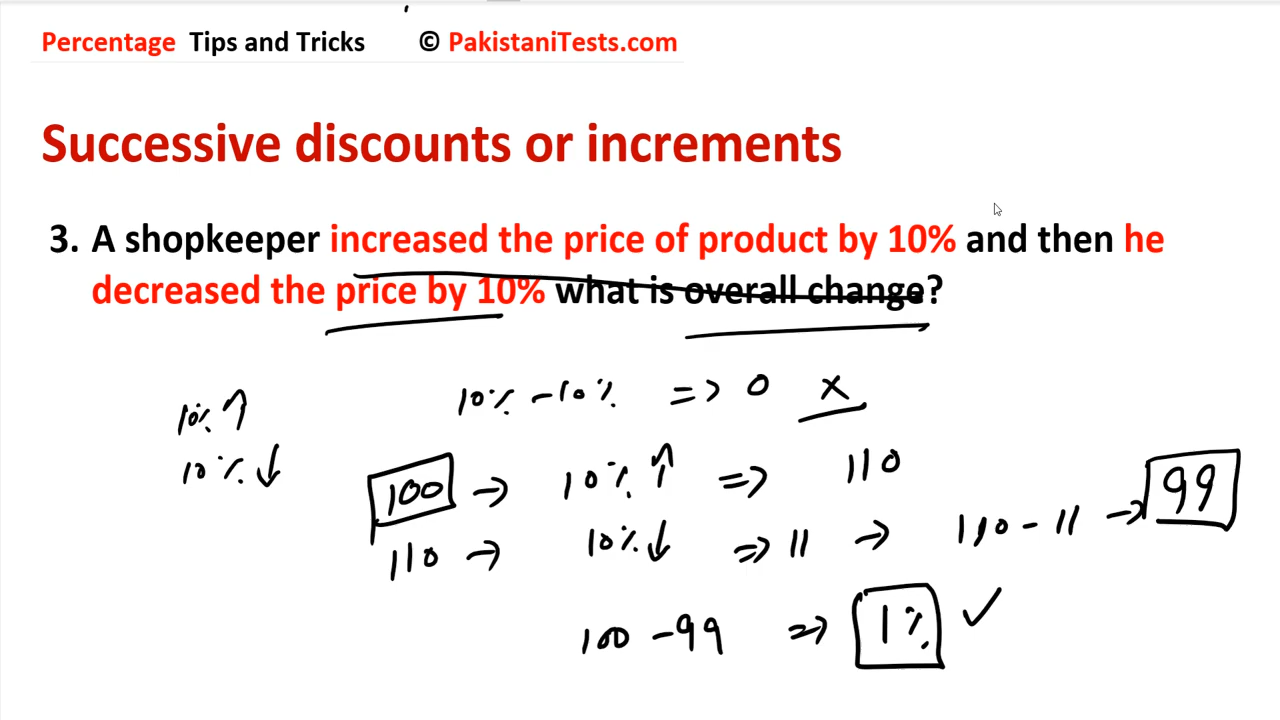 Percentage Tips and Tricks © PakistaniTests.com
Successive discounts or increments
3. A shopkeeper increased the price of product by 10% and then he
decreased the price by 10% what is overall change?
10% ↑
10% ↓
10% - 10% => 0 ×
100 → 10% ↑ => 110
110 → 10% ↓ => 11 → 110 - 11 → 99
100 - 99 => 1% ✓